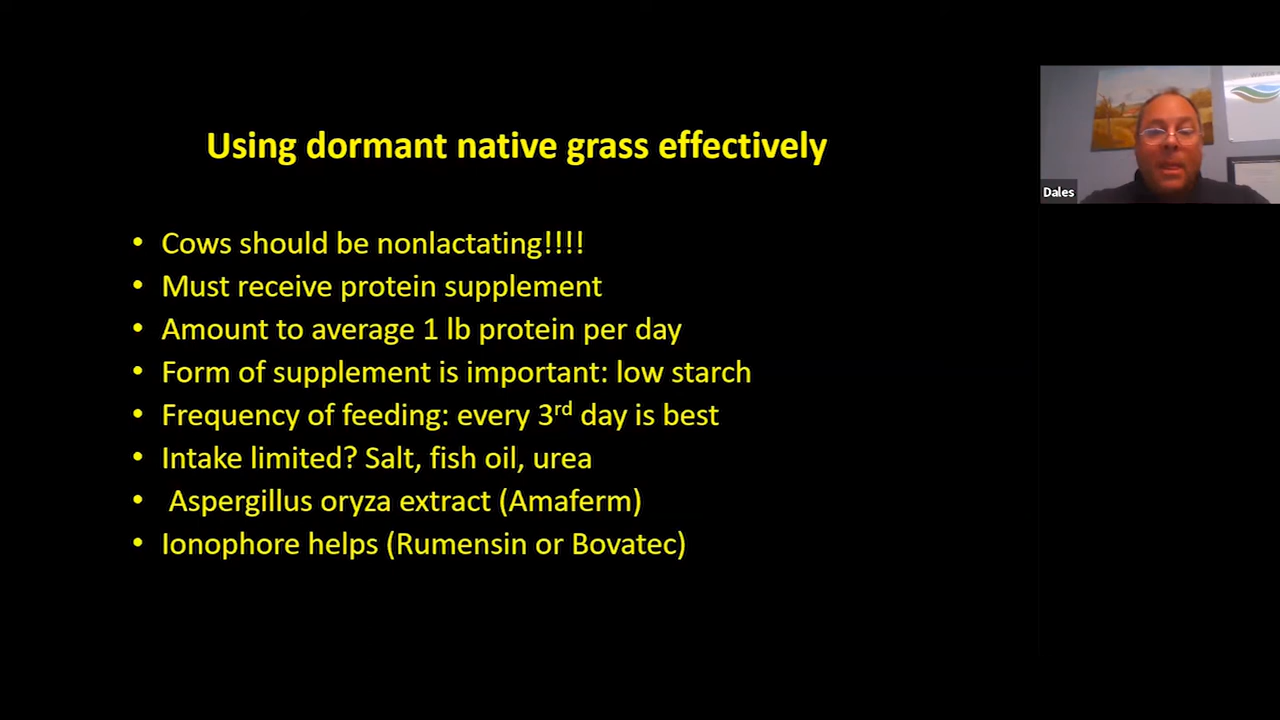 Using dormant native grass effectively
• Cows should be nonlactating!!!!
• Must receive protein supplement
• Amount to average 1 lb protein per day
• Form of supplement is important: low starch
• Frequency of feeding: every 3rd day is best
• Intake limited? Salt, fish oil, urea
• Aspergillus oryza extract (Amaferm)
• Ionophore helps (Rumensin or Bovatec)
Dales